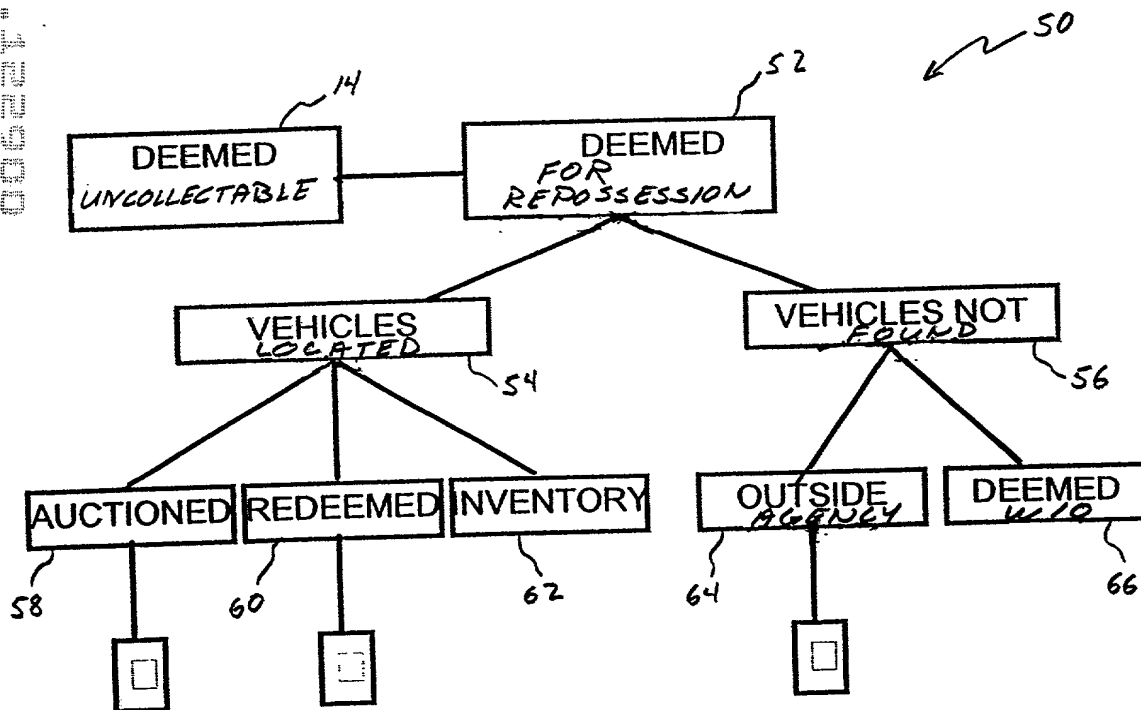 50
14
52
DEEMED
UNCOLLECTABLE
DEEMED
FOR
REPOSSESSION
VEHICLES
LOCATED
54
VEHICLES NOT
FOUND
56
AUCTIONED
REDEEMED
INVENTORY
OUTSIDE
AGENCY
DEEMED
W/O
58
60
62
64
66